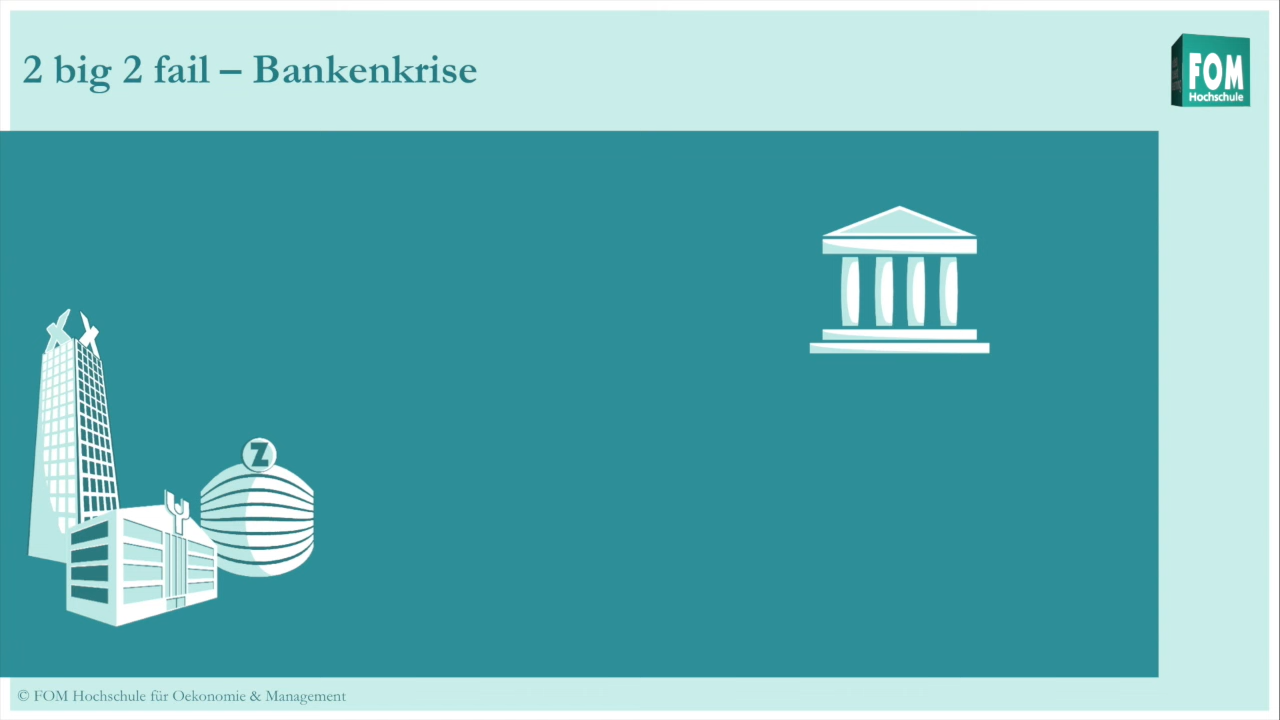 2 big 2 fail – Bankenkrise
FOM
Hochschule
X
Y
Z
© FOM Hochschule für Oekonomie & Management